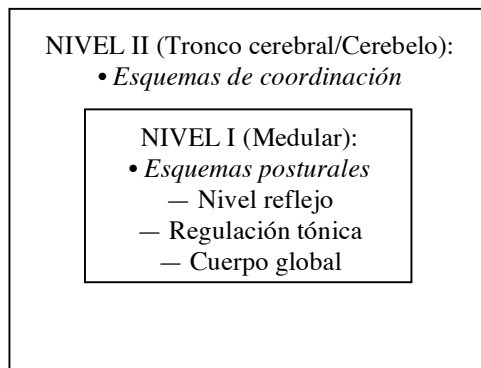 NIVEL II (Tronco cerebral/Cerebelo):
• Esquemas de coordinación
NIVEL I (Medular):
• Esquemas posturales
— Nivel reflejo
— Regulación tónica
— Cuerpo global